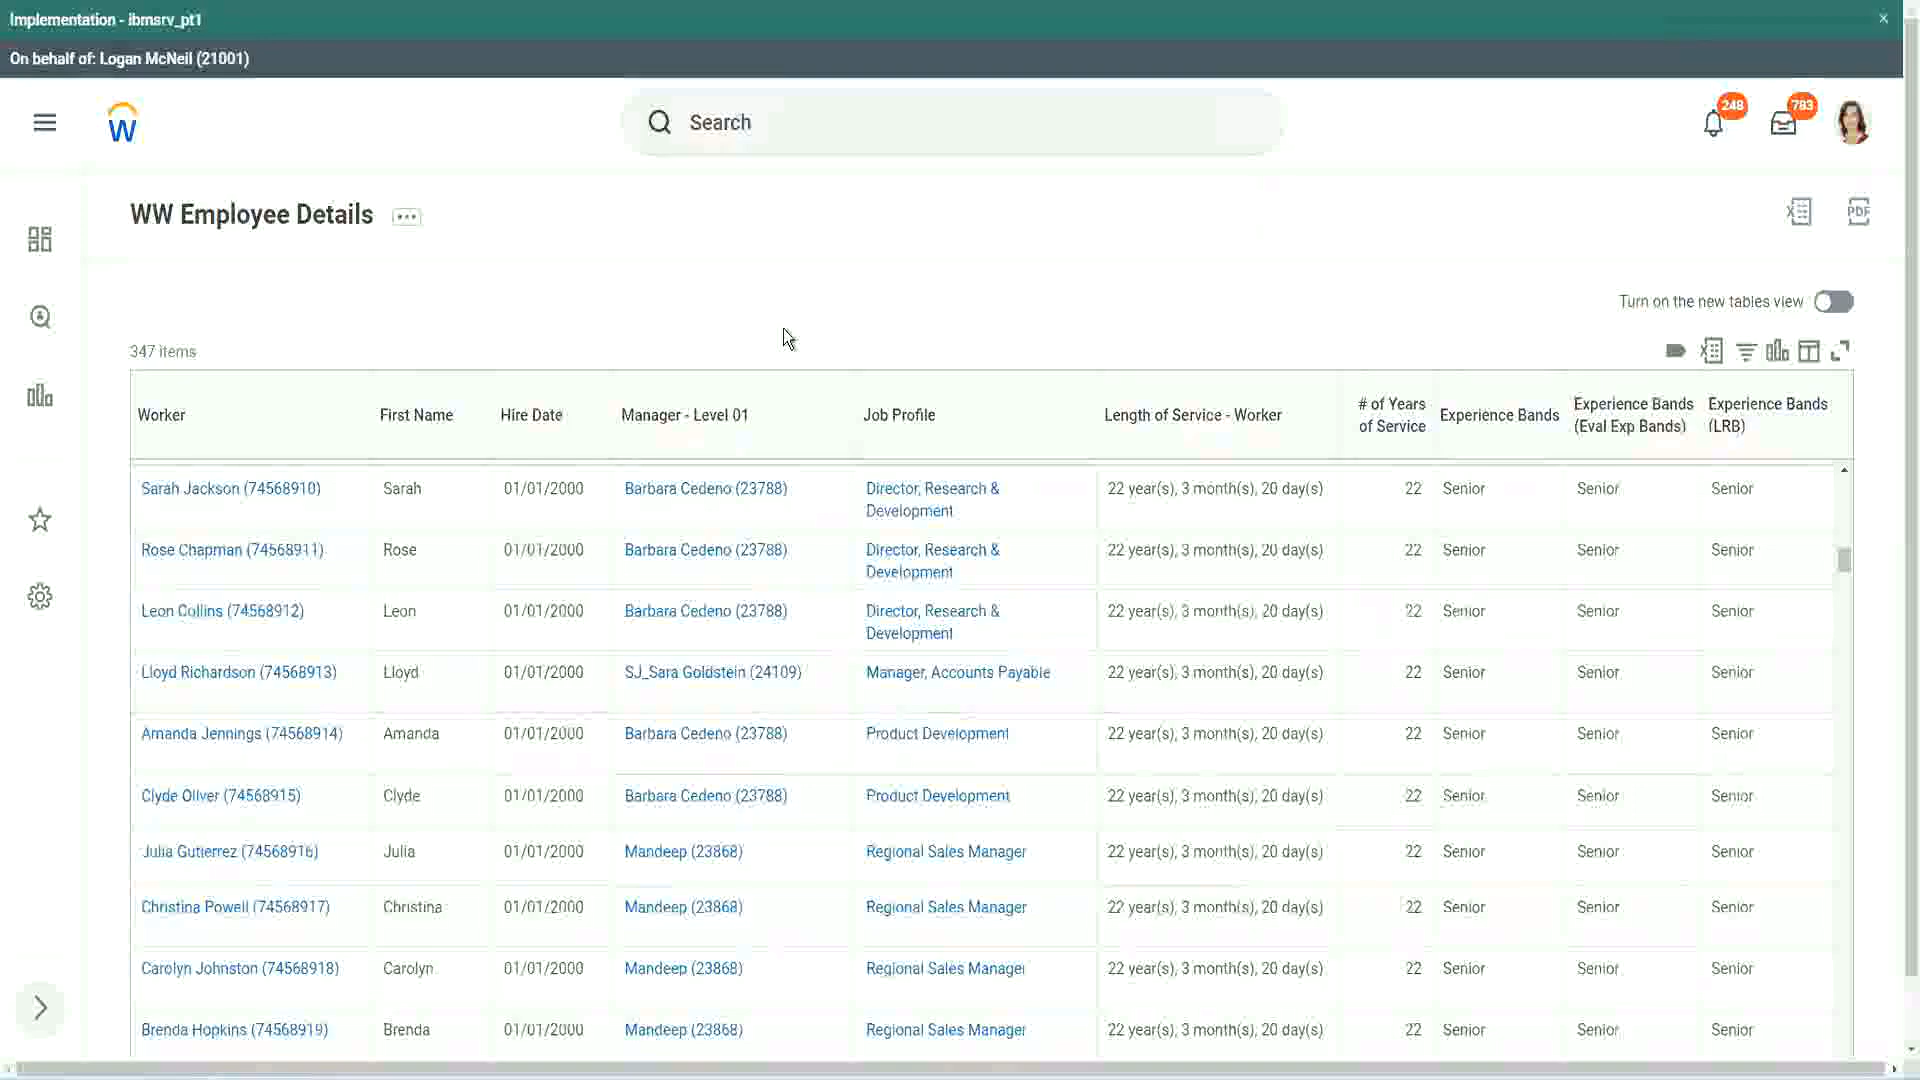 Implementation - ibmsrv_pt1
On behalf of: Logan McNeil (21001)
W
Search
248
783
WW Employee Details
PDF
Turn on the new tables view
347 items
Worker First Name Hire Date Manager - Level 01 Job Profile Length of Service - Worker # of Years of Service Experience Bands Experience Bands (Eval Exp Bands) Experience Bands (LRB)
Sarah Jackson (74568910) Sarah 01/01/2000 Barbara Cedeno (23788) Director, Research & Development 22 year(s), 3 month(s), 20 day(s) 22 Senior Senior Senior
Rose Chapman (74568911) Rose 01/01/2000 Barbara Cedeno (23788) Director, Research & Development 22 year(s), 3 month(s), 20 day(s) 22 Senior Senior Senior
Leon Collins (74568912) Leon 01/01/2000 Barbara Cedeno (23788) Director, Research & Development 22 year(s), 3 month(s), 20 day(s) 22 Senior Senior Senior
Lloyd Richardson (74568913) Lloyd 01/01/2000 SJ_Sara Goldstein (24109) Manager, Accounts Payable 22 year(s), 3 month(s), 20 day(s) 22 Senior Senior Senior
Amanda Jennings (74568914) Amanda 01/01/2000 Barbara Cedeno (23788) Product Development 22 year(s), 3 month(s), 20 day(s) 22 Senior Senior Senior
Clyde Oliver (74568915) Clyde 01/01/2000 Barbara Cedeno (23788) Product Development 22 year(s), 3 month(s), 20 day(s) 22 Senior Senior Senior
Julia Gutierrez (74568916) Julia 01/01/2000 Mandeep (23868) Regional Sales Manager 22 year(s), 3 month(s), 20 day(s) 22 Senior Senior Senior
Christina Powell (74568917) Christina 01/01/2000 Mandeep (23868) Regional Sales Manager 22 year(s), 3 month(s), 20 day(s) 22 Senior Senior Senior
Carolyn Johnston (74568918) Carolyn 01/01/2000 Mandeep (23868) Regional Sales Manager 22 year(s), 3 month(s), 20 day(s) 22 Senior Senior Senior
Brenda Hopkins (74568919) Brenda 01/01/2000 Mandeep (23868) Regional Sales Manager 22 year(s), 3 month(s), 20 day(s) 22 Senior Senior Senior